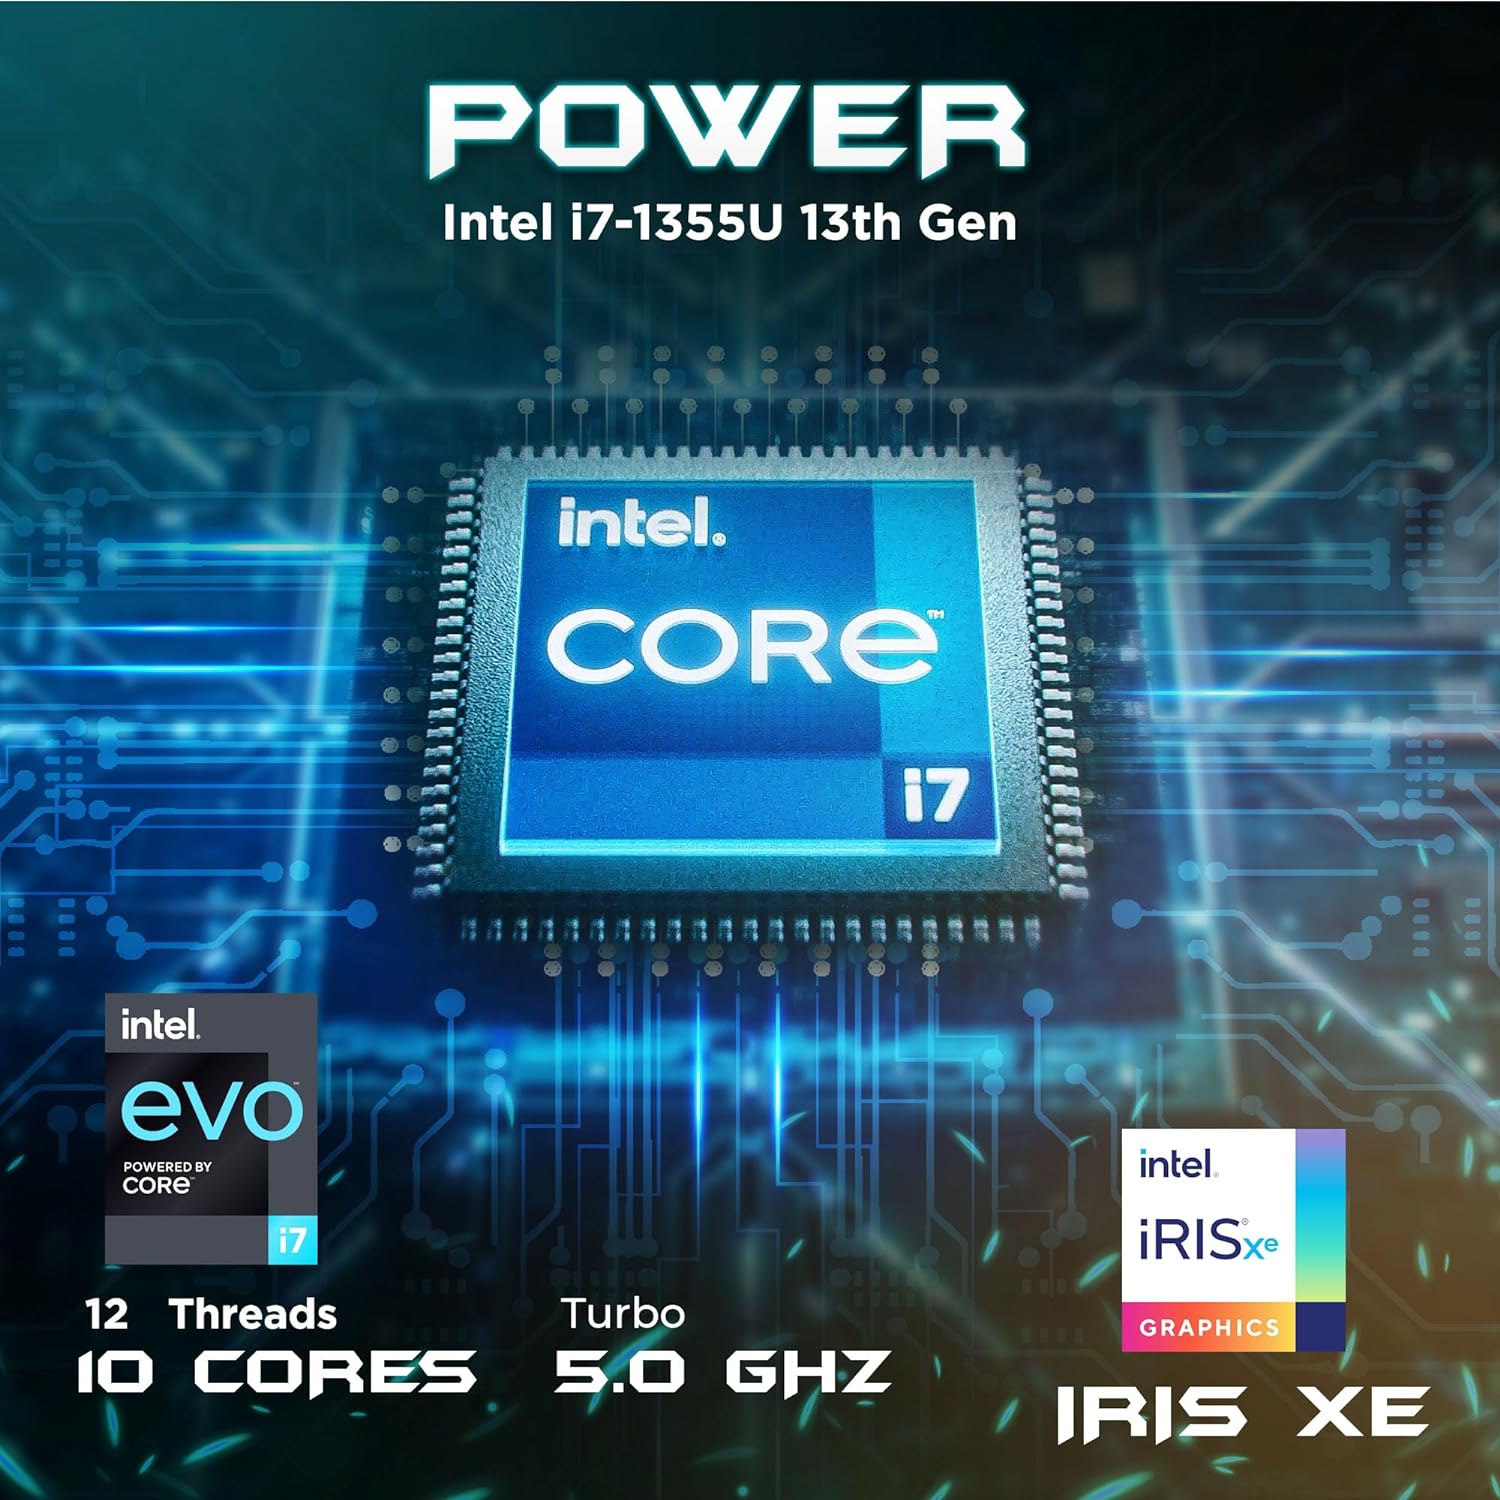 POWER
Intel i7-1355U 13th Gen
intel.®
CORe™
i7
intel.
evo™
POWERED BY
CORe™
i7
12 Threads
10 CORES
Turbo
5.0 GHZ
intel.
iRIS®xe
GRAPHICS
IRIS XE